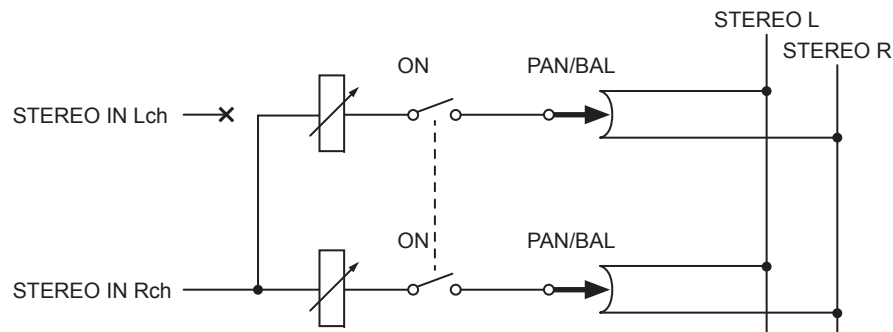 STEREO L
STEREO R
ON
PAN/BAL
STEREO IN Lch
ON
PAN/BAL
STEREO IN Rch